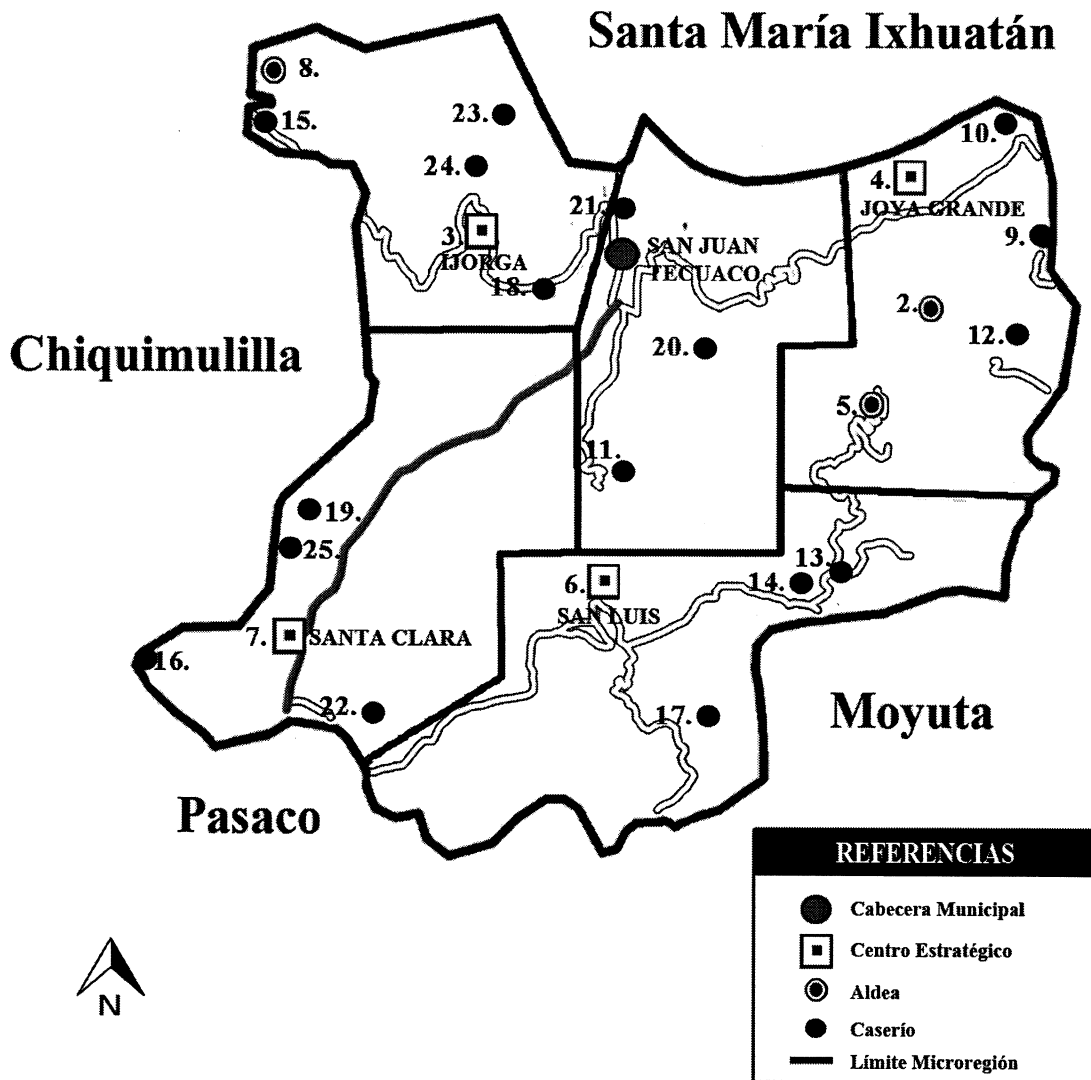 Santa María Ixhuatán
8.
15.
23.
10.
24.
4.
JOYA GRANDE
21.
9.
3.
IJORGA
SAN JUAN
TECUACO
18.
2.
Chiquimulilla
20.
12.
5.
11.
19.
25.
13.
14.
6.
SAN LUIS
7.
SANTA CLARA
16.
22.
17.
Moyuta
Pasaco
REFERENCIAS
Cabecera Municipal
Centro Estratégico
Aldea
Caserío
Límite Microregión
N